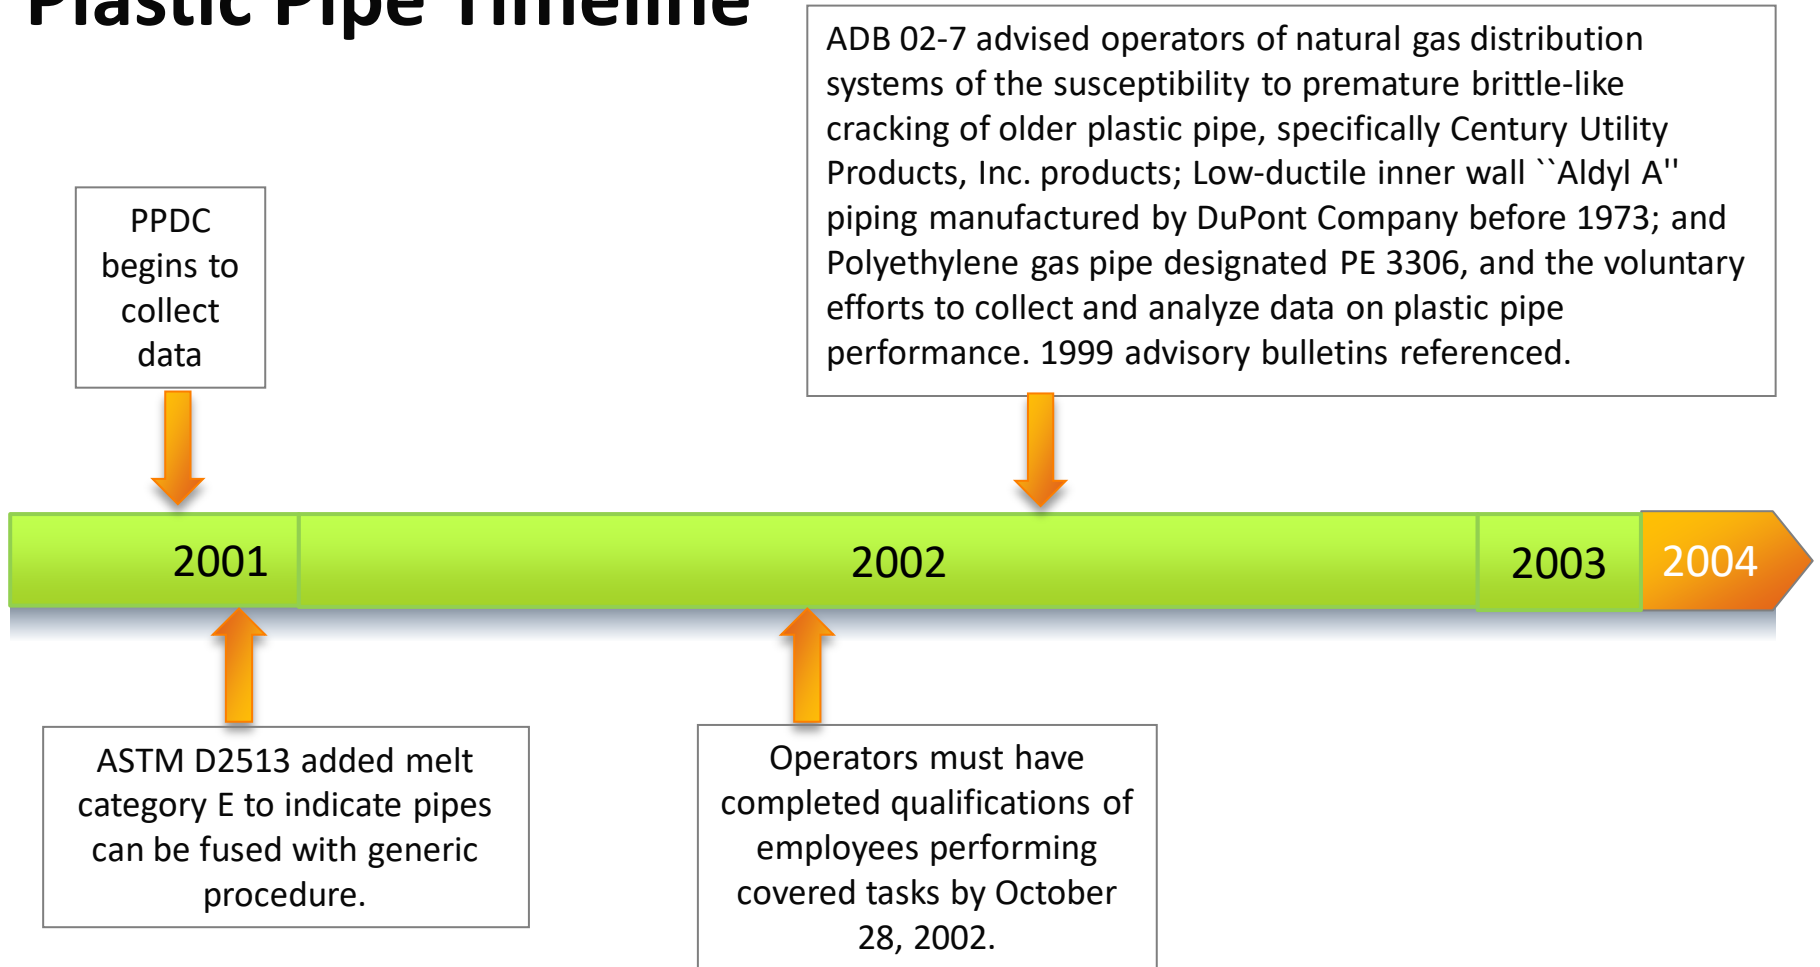 Plastic Pipe Timeline
ADB 02-7 advised operators of natural gas distribution
systems of the susceptibility to premature brittle-like
cracking of older plastic pipe, specifically Century Utility
Products, Inc. products; Low-ductile inner wall ``Aldyl A''
piping manufactured by DuPont Company before 1973; and
Polyethylene gas pipe designated PE 3306, and the voluntary
efforts to collect and analyze data on plastic pipe
performance. 1999 advisory bulletins referenced.
PPDC
begins to
collect
data
2001
2002
2003
2004
ASTM D2513 added melt
category E to indicate pipes
can be fused with generic
procedure.
Operators must have
completed qualifications of
employees performing
covered tasks by October
28, 2002.